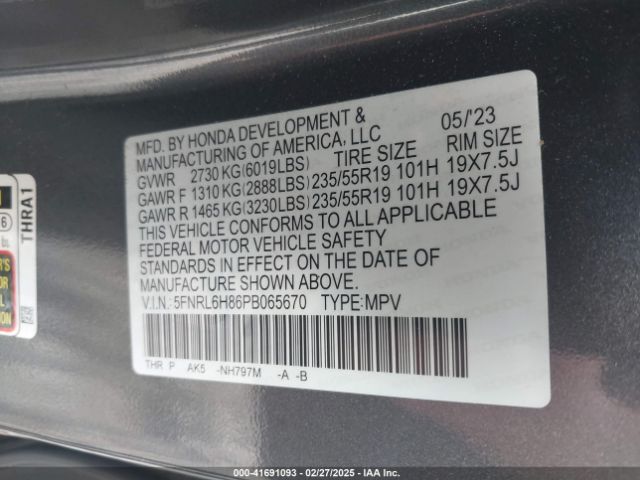 MFD. BY HONDA DEVELOPMENT & 05/'23
MANUFACTURING OF AMERICA, LLC
GVWR 2730 KG(6019LBS) TIRE SIZE RIM SIZE
GAWR F 1310 KG(2888LBS) 235/55R19 101H 19X7.5J
GAWR R 1465 KG(3230LBS) 235/55R19 101H 19X7.5J
THIS VEHICLE CONFORMS TO ALL APPLICABLE
FEDERAL MOTOR VEHICLE SAFETY
STANDARDS IN EFFECT ON THE DATE OF
MANUFACTURE SHOWN ABOVE.
V.I.N.: 5FNRL6H86PB065670 TYPE:MPV
THR P AK5 -NH797M -A -B
THRA1
6
lbs.
000-41691093 - 02/27/2025 - IAA Inc.